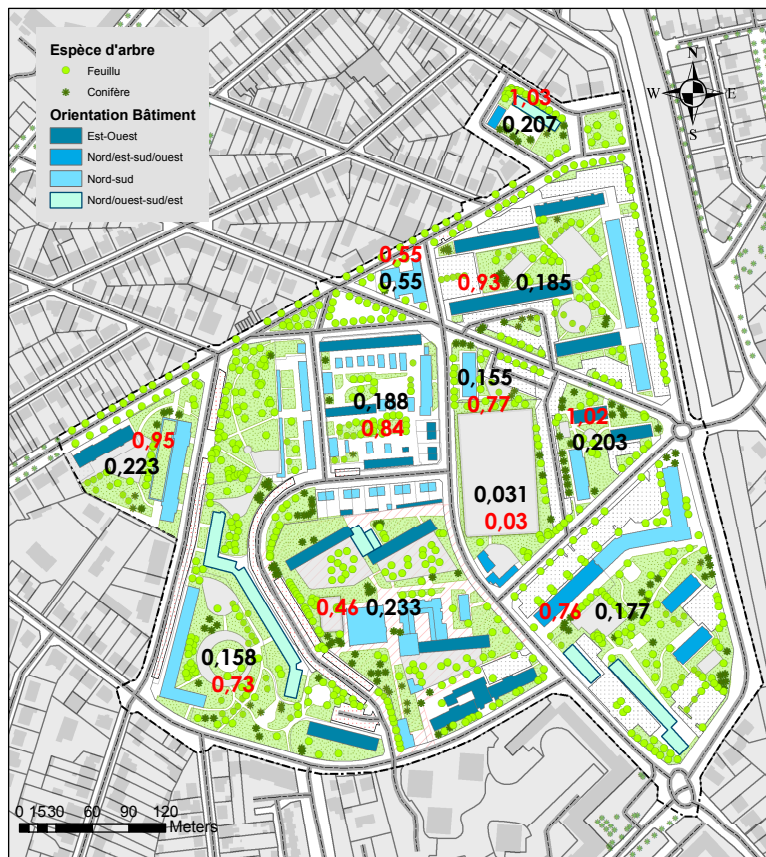 Espèce d'arbre
Feuillu
Conifère
Orientation Bâtiment
Est-Ouest
Nord/est-sud/ouest
Nord-sud
Nord/ouest-sud/est
N
W E
S
1,03
0,207
0,55
0,55
0,93 0,185
0,155
0,77
0,188
0,84
1,02
0,203
0,95
0,223
0,031
0,03
0,46 0,233
0,76 0,177
0,158
0,73
0 15 30 60 90 120
Meters